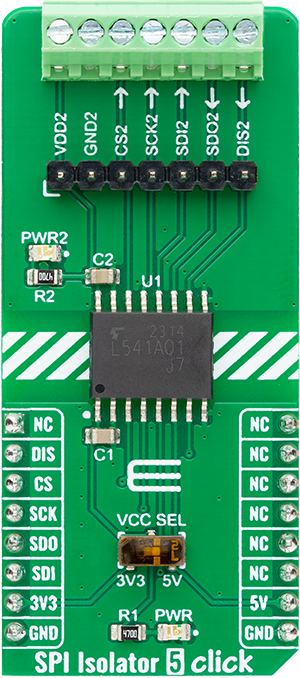 VDD2 GND2 CS2 SCK2 SDI2 SDO2 DIS2
PWR2
4700
R2
C2
U1
2314
L541AQ1
J7
C1
NC NC
DIS NC
CS NC
SCK NC
SDO NC
SDI NC
3V3 5V
GND GND
VCC SEL
3V3 5V
R1 PWR
4700
SPI Isolator 5 click